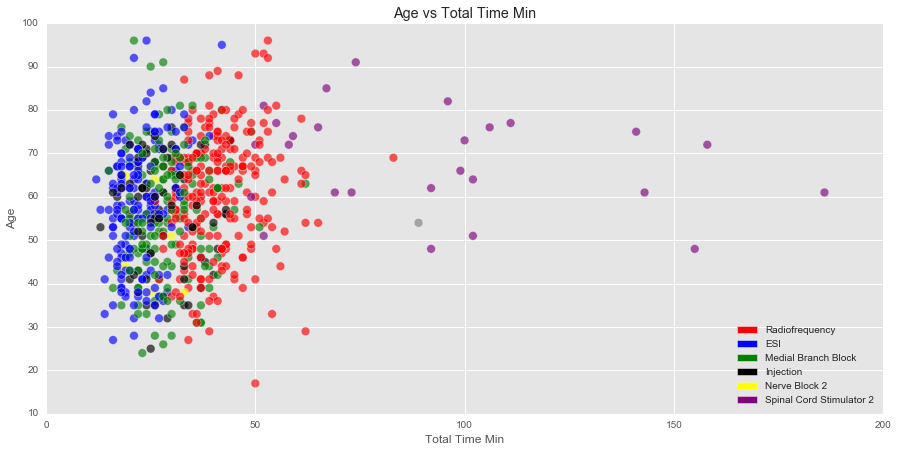 Age vs Total Time Min
100
90
80
70
60
50
40
30
20
10
Age
Radiofrequency
ESI
Medial Branch Block
Injection
Nerve Block 2
Spinal Cord Stimulator 2
0 50 100 150 200
Total Time Min